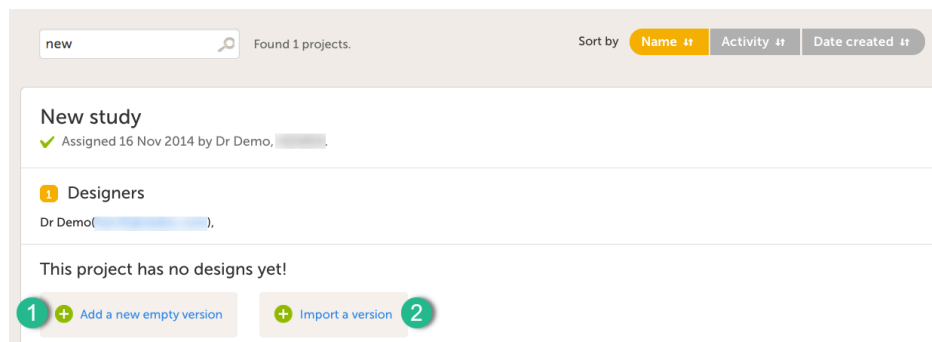 new Found 1 projects. Sort by Name Activity Date created
New study
Assigned 16 Nov 2014 by Dr Demo, .
1 Designers
Dr Demo( ),
This project has no designs yet!
1 Add a new empty version Import a version 2